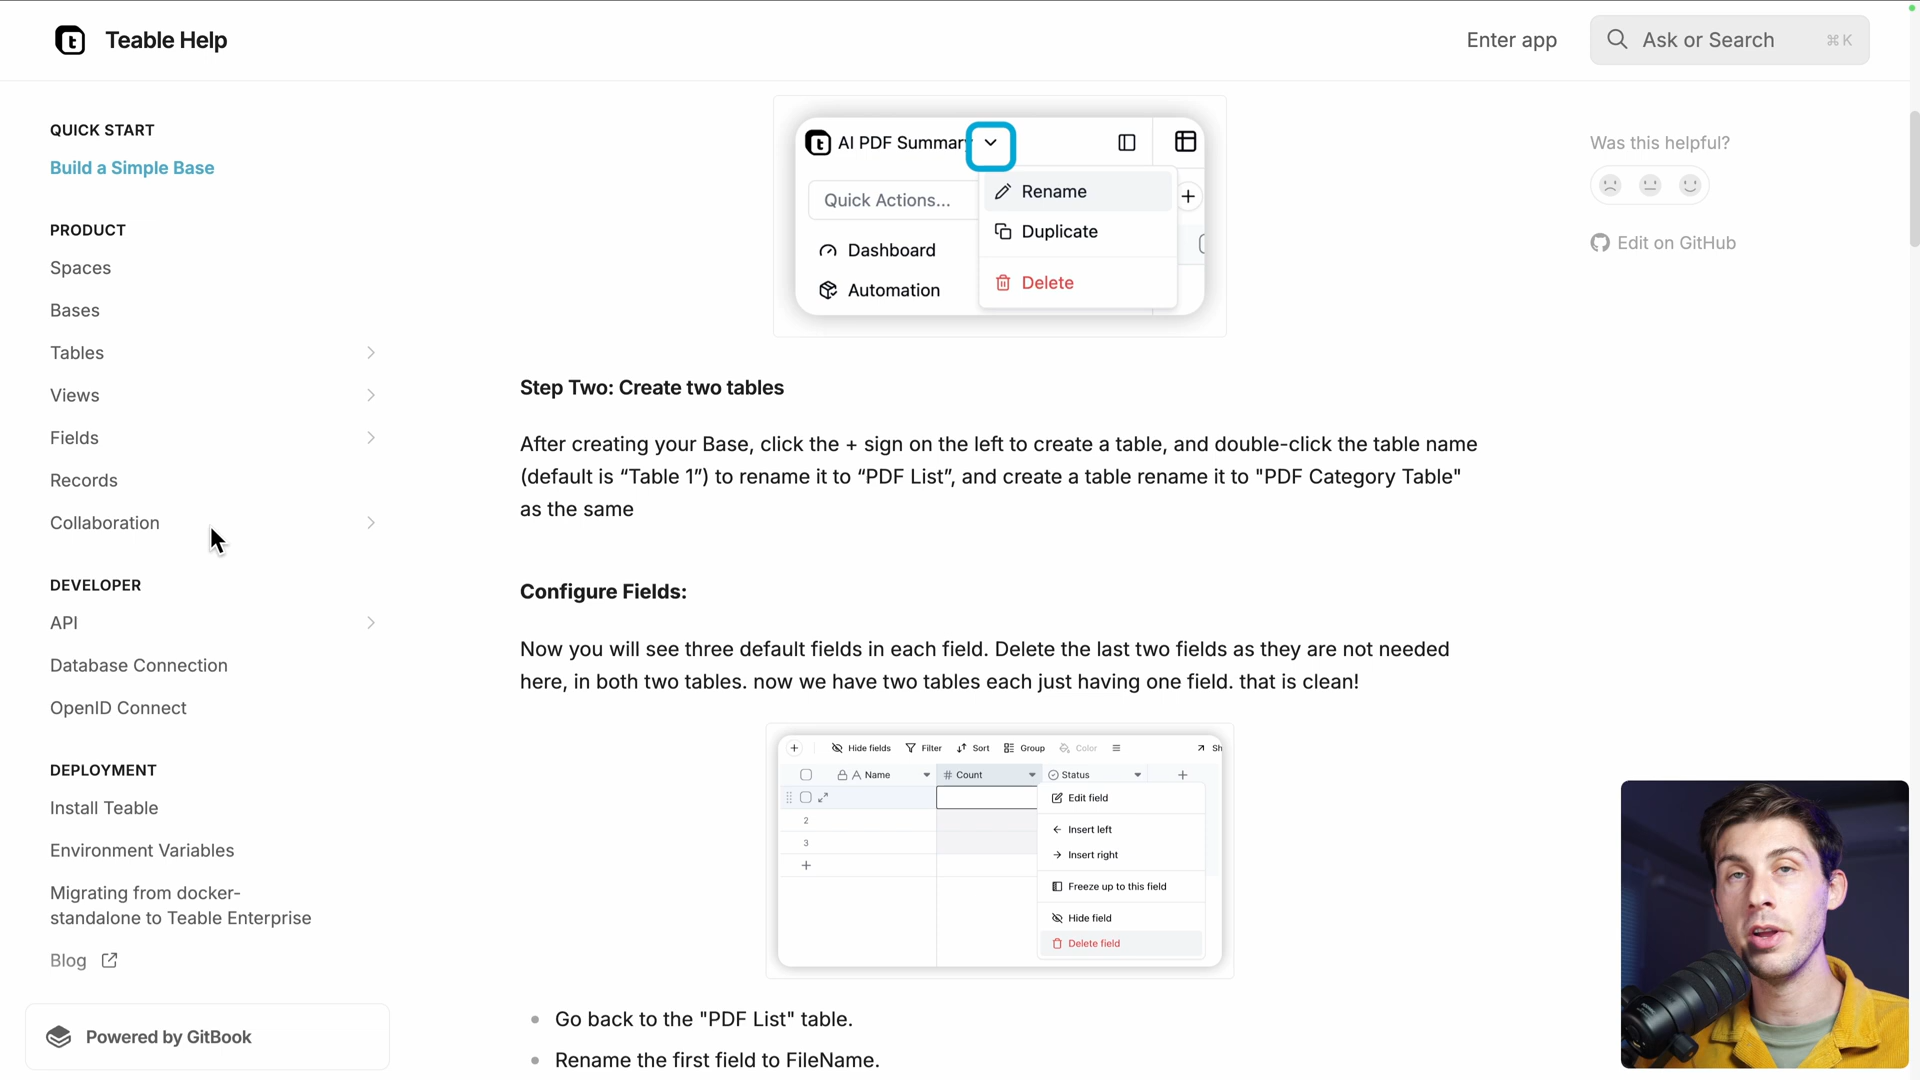 Teable Help
Enter app
Ask or Search
⌘ K
QUICK START
Build a Simple Base
PRODUCT
Spaces
Bases
Tables
Views
Fields
Records
Collaboration
DEVELOPER
API
Database Connection
OpenID Connect
DEPLOYMENT
Install Teable
Environment Variables
Migrating from docker-
standalone to Teable Enterprise
Blog
Powered by GitBook
AI PDF Summar
Quick Actions...
Dashboard
Automation
Rename
Duplicate
Delete
Step Two: Create two tables
After creating your Base, click the + sign on the left to create a table, and double-click the table name
(default is “Table 1”) to rename it to “PDF List”, and create a table rename it to "PDF Category Table"
as the same
Configure Fields:
Now you will see three default fields in each field. Delete the last two fields as they are not needed
here, in both two tables. now we have two tables each just having one field. that is clean!
Hide fields
Filter
Sort
Group
Color
Sh
A Name
# Count
Status
2
3
Edit field
Insert left
Insert right
Freeze up to this field
Hide field
Delete field
Go back to the "PDF List" table.
Rename the first field to FileName.
Was this helpful?
Edit on GitHub